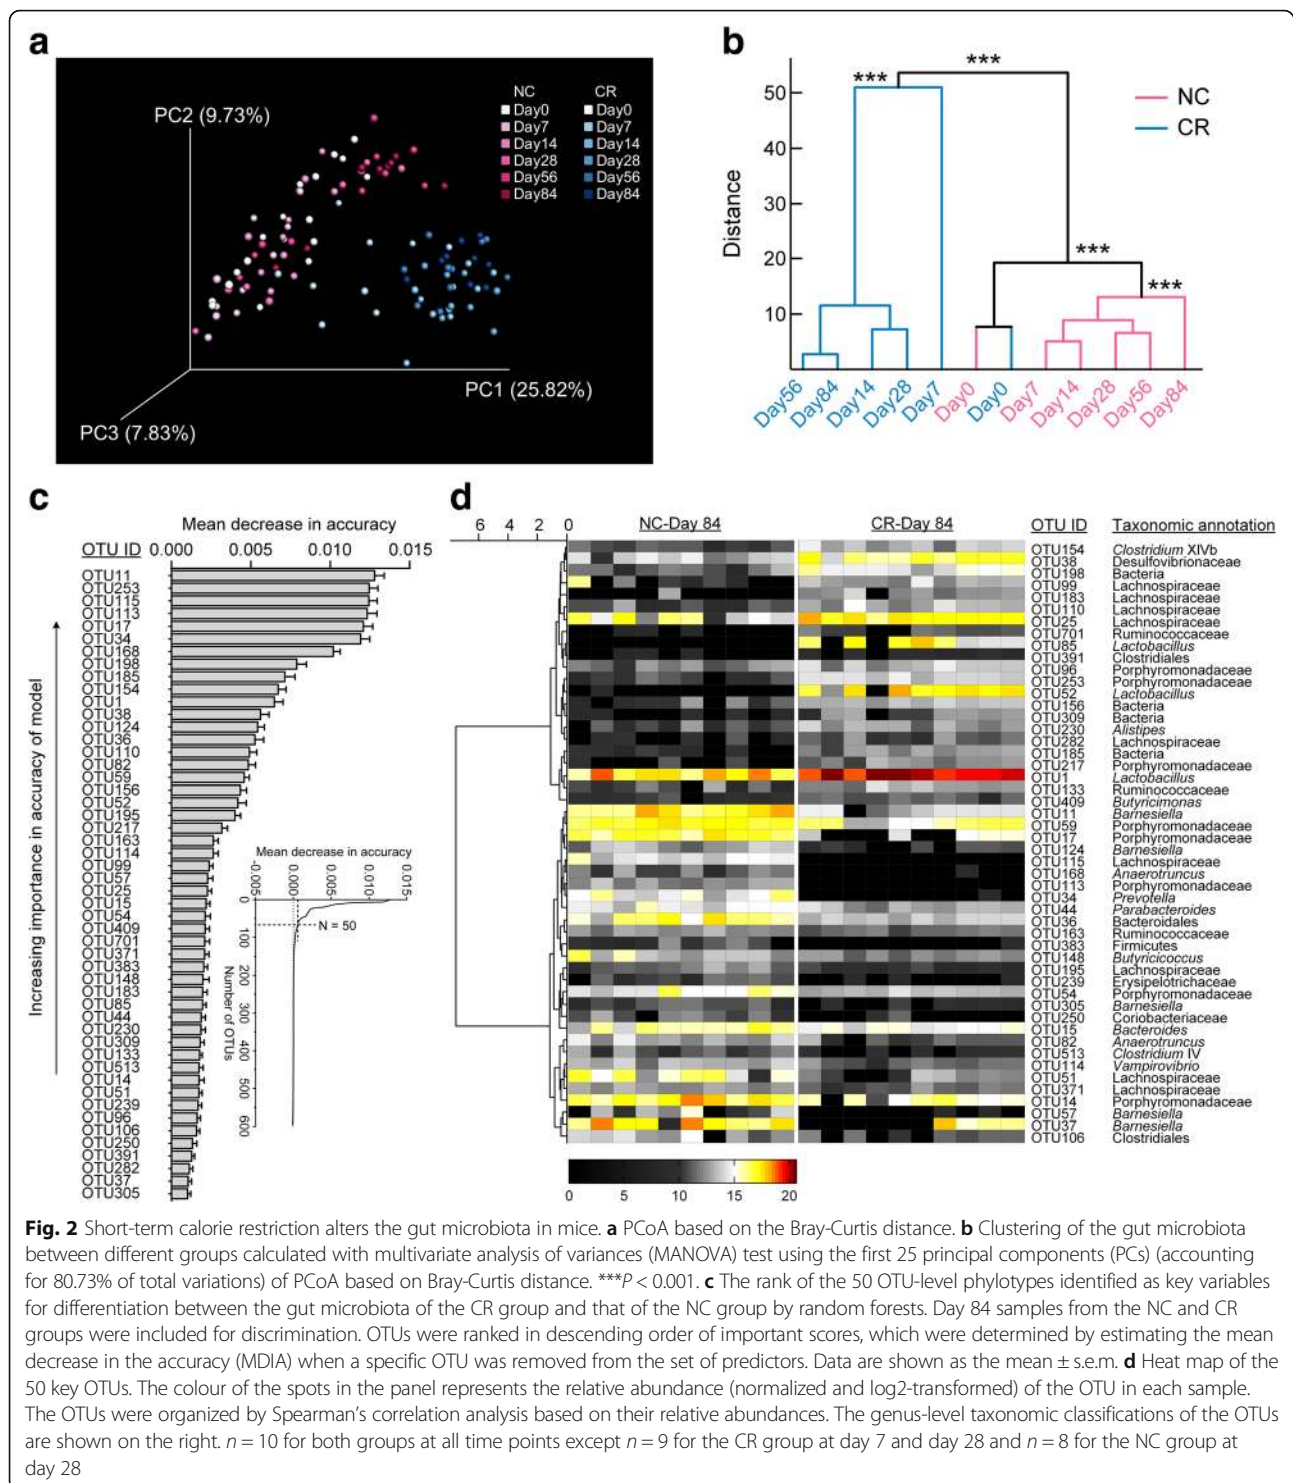 a
PC2 (9.73%)
NC CR
Day0 Day0
Day7 Day7
Day14 Day14
Day28 Day28
Day56 Day56
Day84 Day84
PC1 (25.82%)
PC3 (7.83%)
b
Distance
50
40
30
20
10
***
***
***
***
NC
CR
Day56
Day84
Day14
Day28
Day7
Day0
Day0
Day7
Day14
Day28
Day56
Day84
c
Mean decrease in accuracy
OTU ID 0.000 0.005 0.010 0.015
Increasing importance in accuracy of model
OTU11
OTU253
OTU115
OTU113
OTU17
OTU34
OTU168
OTU198
OTU185
OTU154
OTU1
OTU38
OTU124
OTU36
OTU110
OTU82
OTU59
OTU156
OTU52
OTU195
OTU217
OTU163
OTU114
OTU99
OTU57
OTU25
OTU15
OTU54
OTU409
OTU701
OTU371
OTU383
OTU148
OTU183
OTU85
OTU44
OTU230
OTU309
OTU133
OTU513
OTU14
OTU51
OTU239
OTU96
OTU106
OTU250
OTU391
OTU282
OTU37
OTU305
Mean decrease in accuracy
-0.005 0.000 0.005 0.010 0.015
N = 50
Number of OTUs
0
100
200
300
400
500
600
d
6 4 2 0
NC-Day 84 CR-Day 84 OTU ID Taxonomic annotation
OTU154 Clostridium XIVb
OTU38 Desulfovibrionaceae
OTU198 Bacteria
OTU99 Lachnospiraceae
OTU183 Lachnospiraceae
OTU110 Lachnospiraceae
OTU25 Lachnospiraceae
OTU701 Ruminococcaceae
OTU85 Lactobacillus
OTU391 Clostridiales
OTU96 Porphyromonadaceae
OTU253 Porphyromonadaceae
OTU52 Lactobacillus
OTU156 Bacteria
OTU309 Bacteria
OTU230 Alistipes
OTU282 Lachnospiraceae
OTU185 Bacteria
OTU217 Porphyromonadaceae
OTU1 Lactobacillus
OTU133 Ruminococcaceae
OTU409 Butyricimonas
OTU11 Barnesiella
OTU59 Porphyromonadaceae
OTU17 Porphyromonadaceae
OTU124 Barnesiella
OTU115 Lachnospiraceae
OTU168 Anaerotruncus
OTU113 Porphyromonadaceae
OTU34 Prevotella
OTU44 Parabacteroides
OTU36 Bacteroidales
OTU163 Ruminococcaceae
OTU383 Firmicutes
OTU148 Butyricicoccus
OTU195 Lachnospiraceae
OTU239 Erysipelotrichaceae
OTU54 Porphyromonadaceae
OTU305 Barnesiella
OTU250 Coriobacteriaceae
OTU15 Bacteroides
OTU82 Anaerotruncus
OTU513 Clostridium IV
OTU114 Vampirovibrio
OTU51 Lachnospiraceae
OTU371 Lachnospiraceae
OTU14 Porphyromonadaceae
OTU57 Barnesiella
OTU37 Barnesiella
OTU106 Clostridiales
0 5 10 15 20
Fig. 2 Short-term calorie restriction alters the gut microbiota in mice. a PCoA based on the Bray-Curtis distance. b Clustering of the gut microbiota
between different groups calculated with multivariate analysis of variances (MANOVA) test using the first 25 principal components (PCs) (accounting
for 80.73% of total variations) of PCoA based on Bray-Curtis distance. ***P < 0.001. c The rank of the 50 OTU-level phylotypes identified as key variables
for differentiation between the gut microbiota of the CR group and that of the NC group by random forests. Day 84 samples from the NC and CR
groups were included for discrimination. OTUs were ranked in descending order of important scores, which were determined by estimating the mean
decrease in the accuracy (MDIA) when a specific OTU was removed from the set of predictors. Data are shown as the mean ± s.e.m. d Heat map of the
50 key OTUs. The colour of the spots in the panel represents the relative abundance (normalized and log2-transformed) of the OTU in each sample.
The OTUs were organized by Spearman's correlation analysis based on their relative abundances. The genus-level taxonomic classifications of the OTUs
are shown on the right. n = 10 for both groups at all time points except n = 9 for the CR group at day 7 and day 28 and n = 8 for the NC group at
day 28